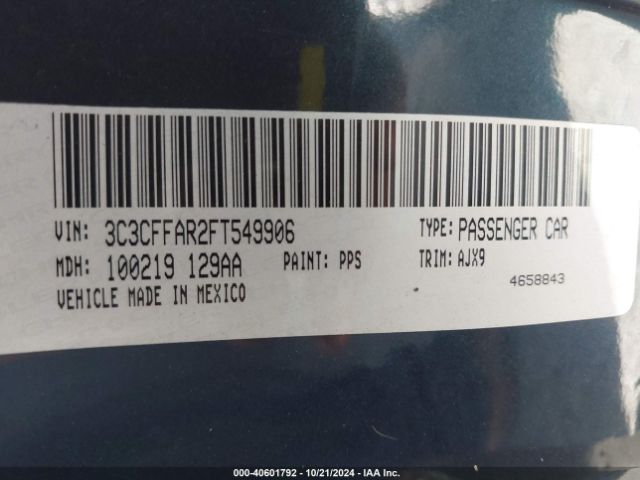 VIN: 3C3CFFAR2FT549906 TYPE: PASSENGER CAR
MDH: 100219 129AA PAINT: PPS TRIM: AJX9
VEHICLE MADE IN MEXICO 4658843
000-40601792 - 10/21/2024 - IAA Inc.